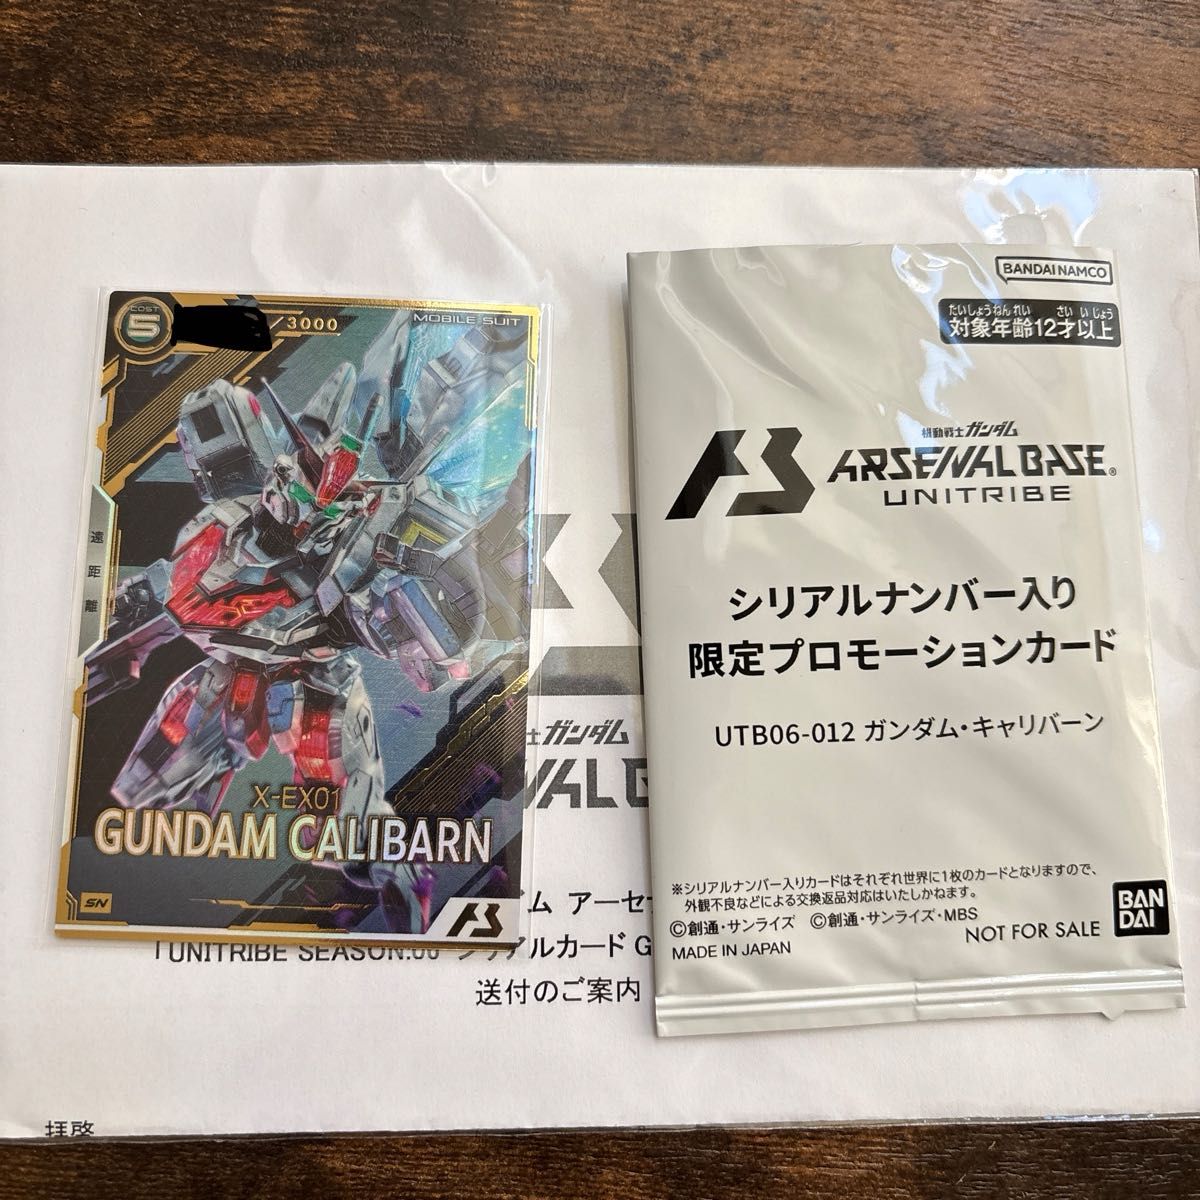 COST
5
/3000
MOBILE SUIT
遠距離
X-EX01
GUNDAM CALIBARN
SN
BANDAI NAMCO
たいしょうねんれい さいいじょう
対象年齢12才以上
機動戦士ガンダム
ARSENAL BASE®
UNITRIBE
シリアルナンバー入り
限定プロモーションカード
UTB06-012 ガンダム・キャリバーン
※シリアルナンバー入りカードはそれぞれ世界に1枚のカードとなりますので、
外観不良などによる交換返品対応はいたしかねます。
©創通・サンライズ ©創通・サンライズ・MBS
MADE IN JAPAN
NOT FOR SALE
BAN
DAI
士ガンダム
NAL B
ム アーセ
「UNITRIBE SEASON:06 シリアルカード G
送付のご案内
拝啓